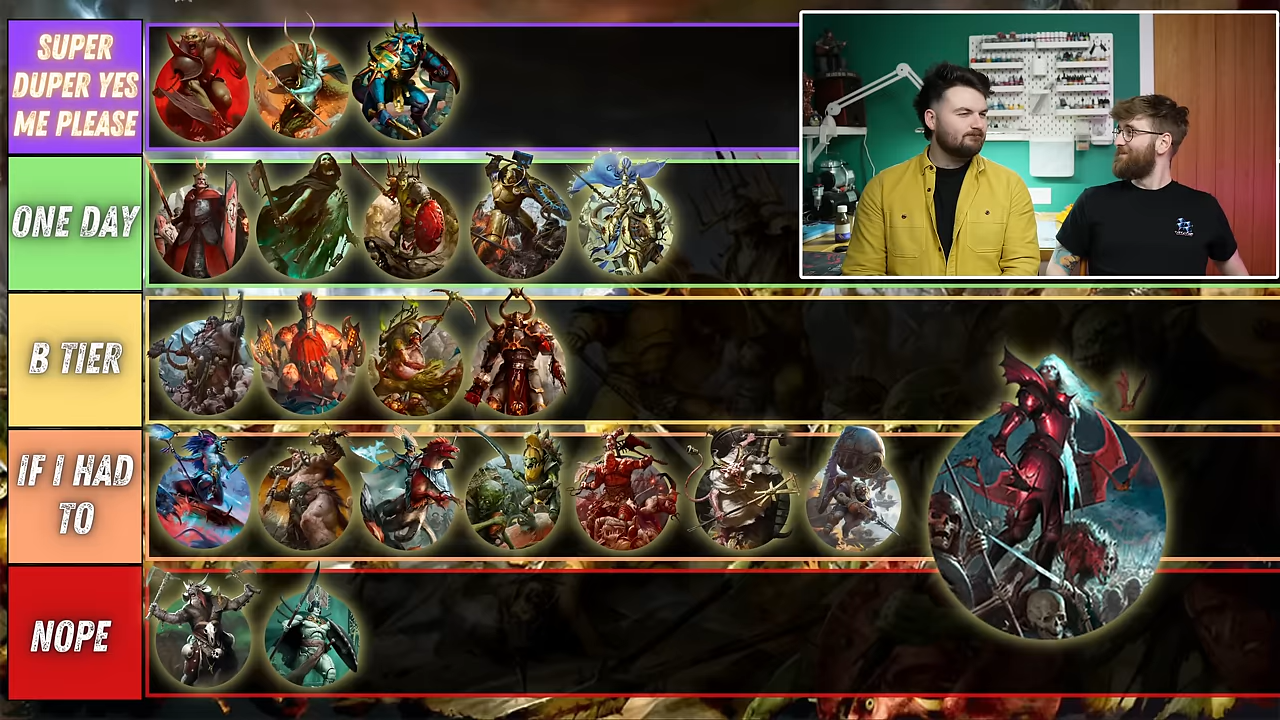 SUPER
DUPER YES
ME PLEASE
ONE DAY
B TIER
IF I HAD
TO
NOPE